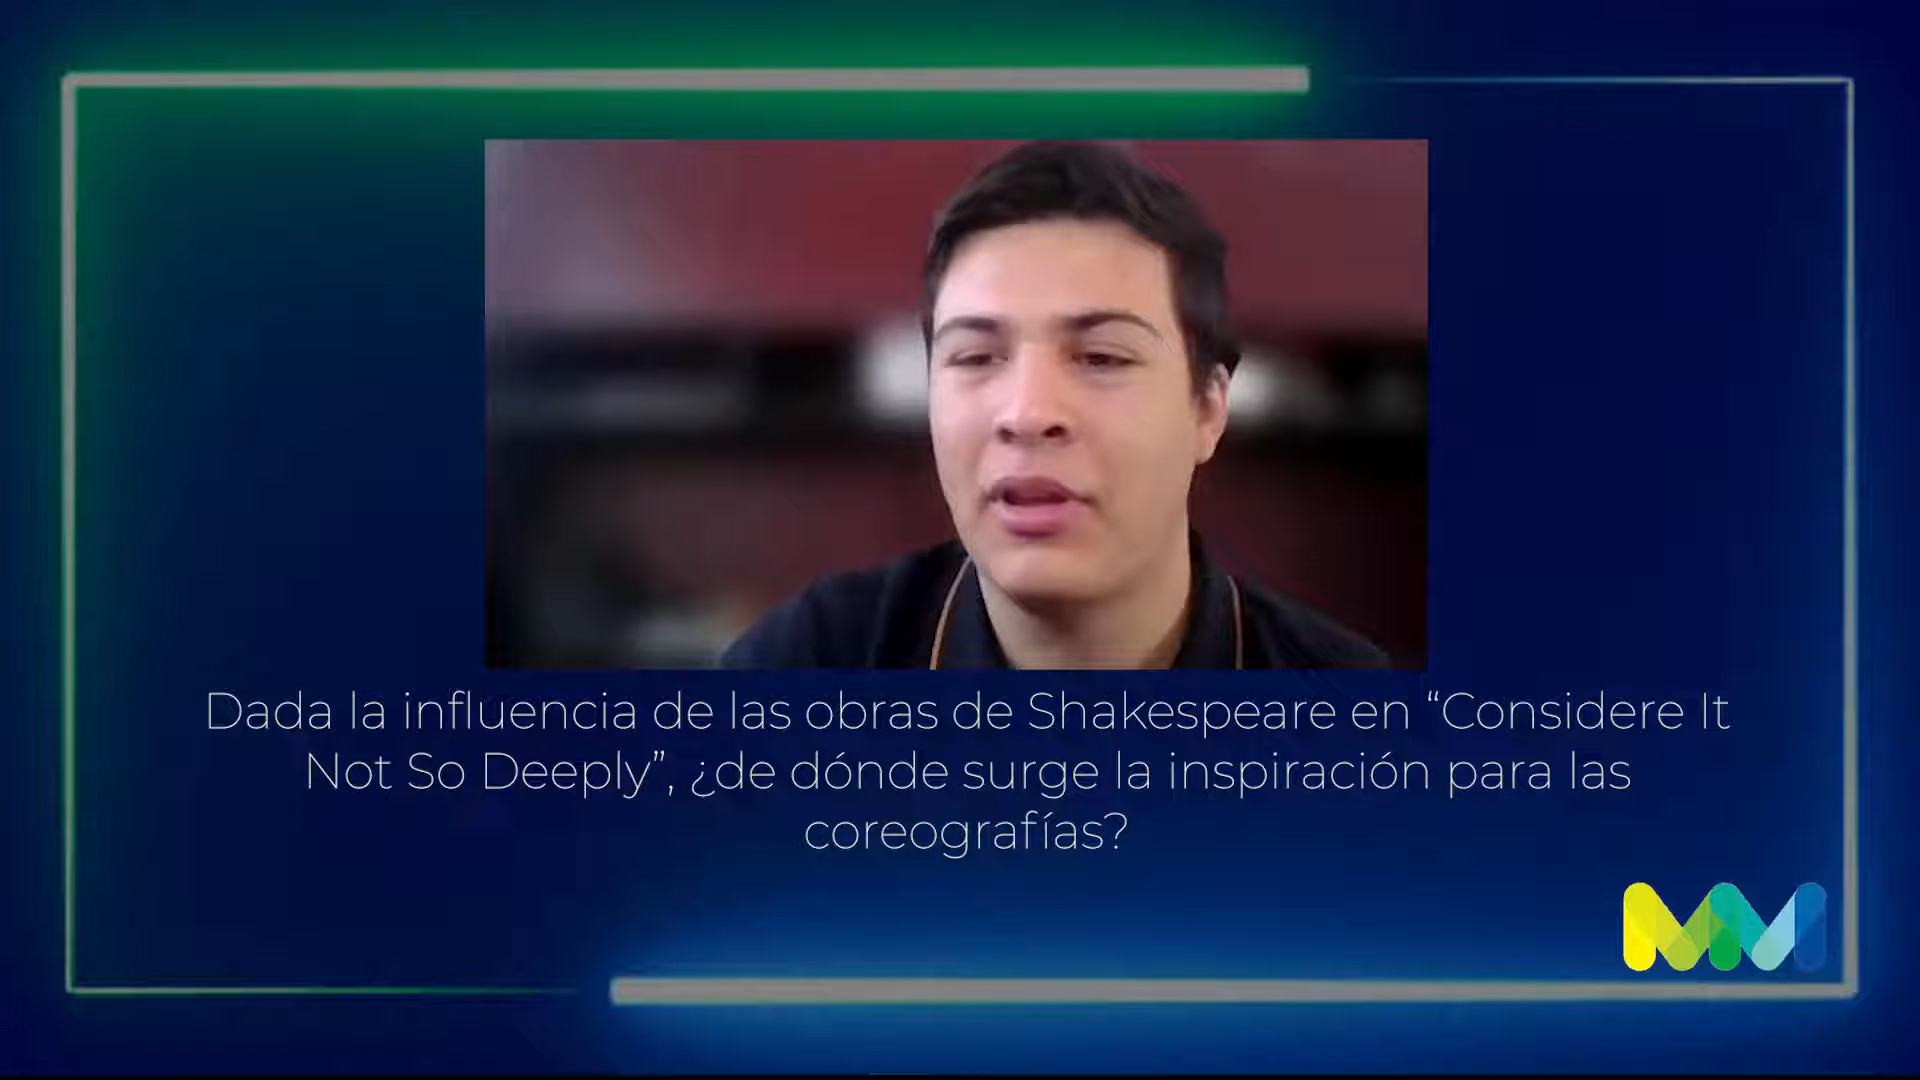 Dada la influencia de las obras de Shakespeare en “Considere It
Not So Deeply”, ¿de dónde surge la inspiración para las
coreografías?